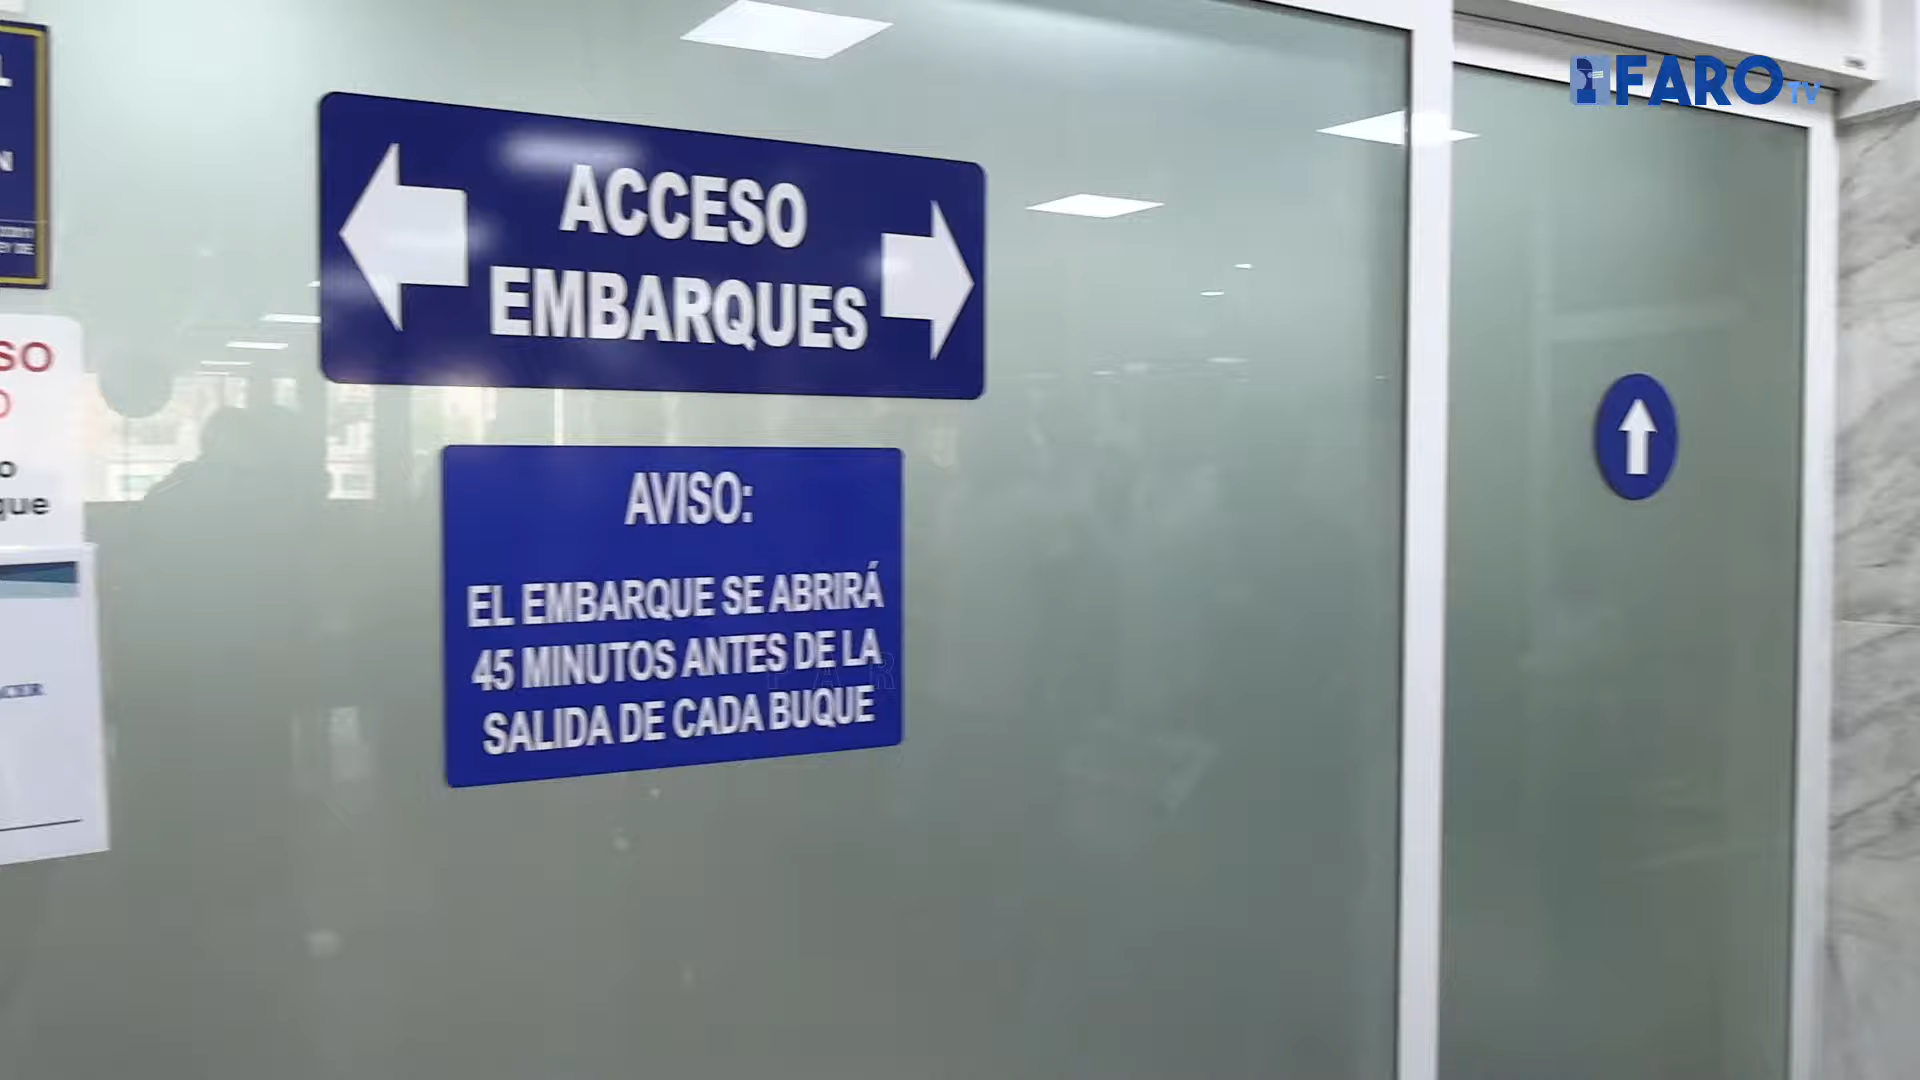 FARO TV
ACCESO
EMBARQUES
AVISO:
EL EMBARQUE SE ABRIRÁ
45 MINUTOS ANTES DE LA
SALIDA DE CADA BUQUE